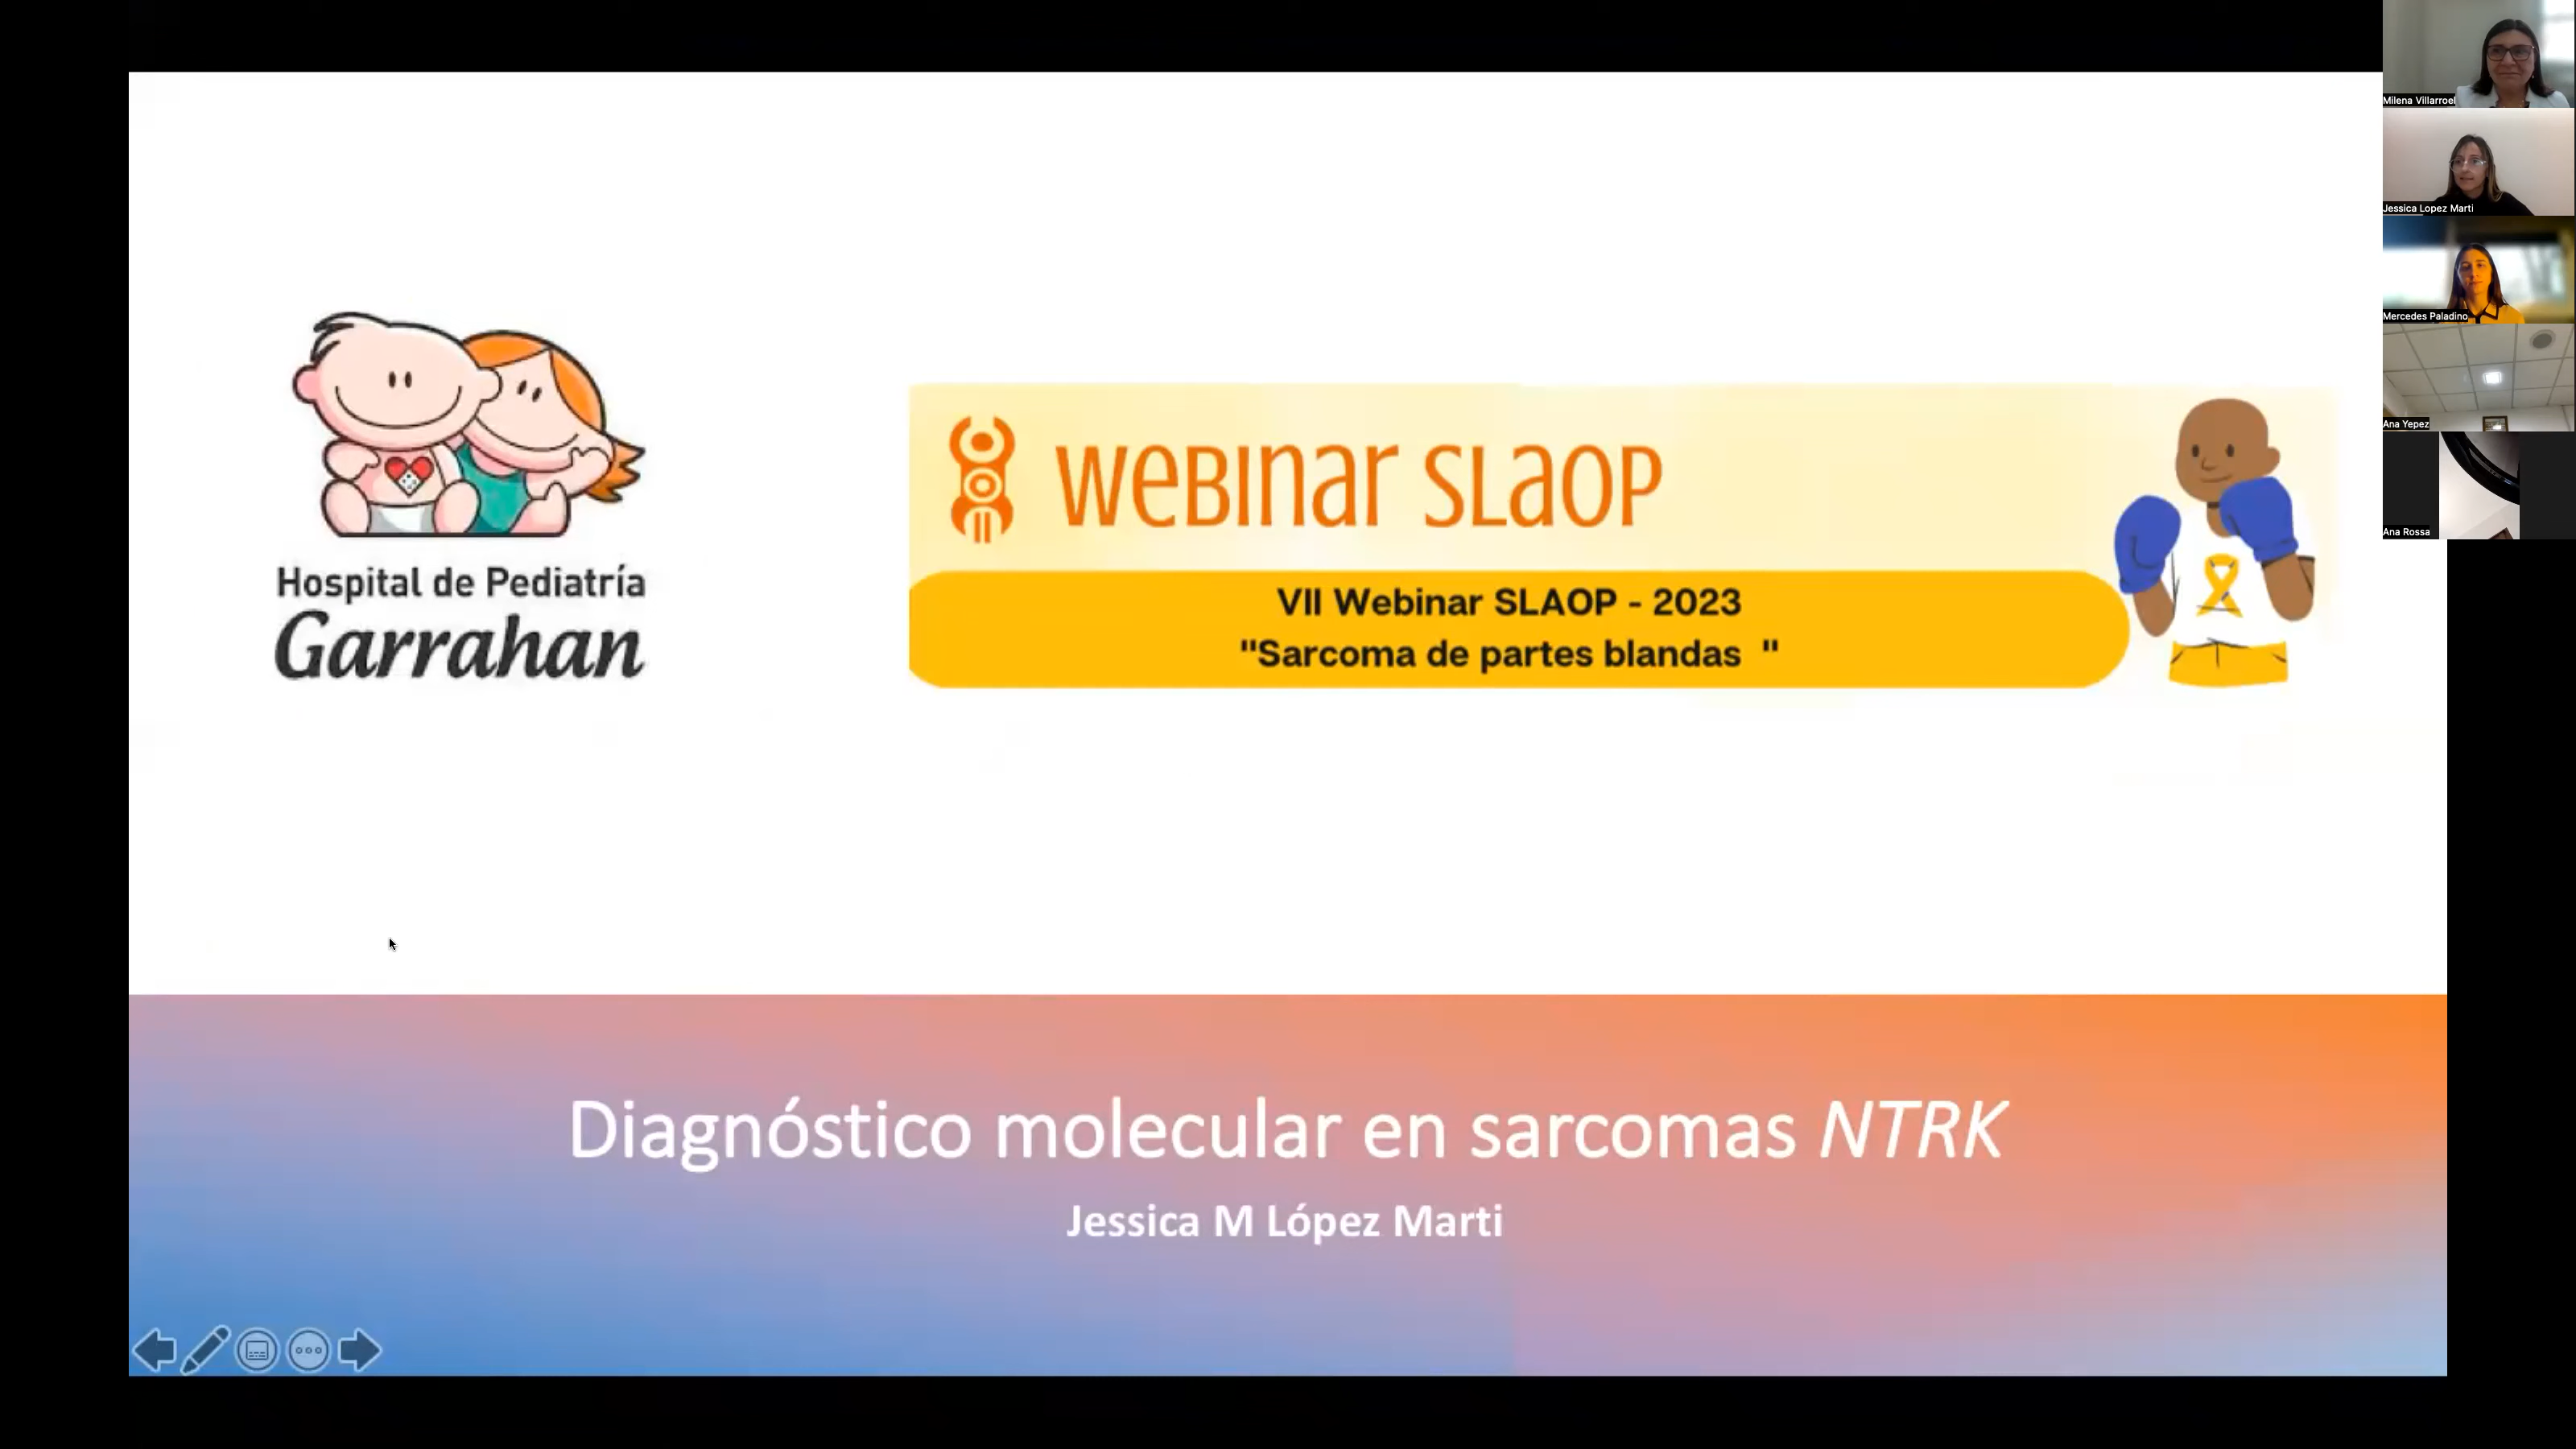 Hospital de Pediatría
Garrahan
WEBINAR SLAOP
VII Webinar SLAOP - 2023
"Sarcoma de partes blandas "
Diagnóstico molecular en sarcomas NTRK
Jessica M López Marti
Milena Villarroel
Jessica Lopez Marti
Mercedes Paladino
Ana Yepez
Ana Rossa